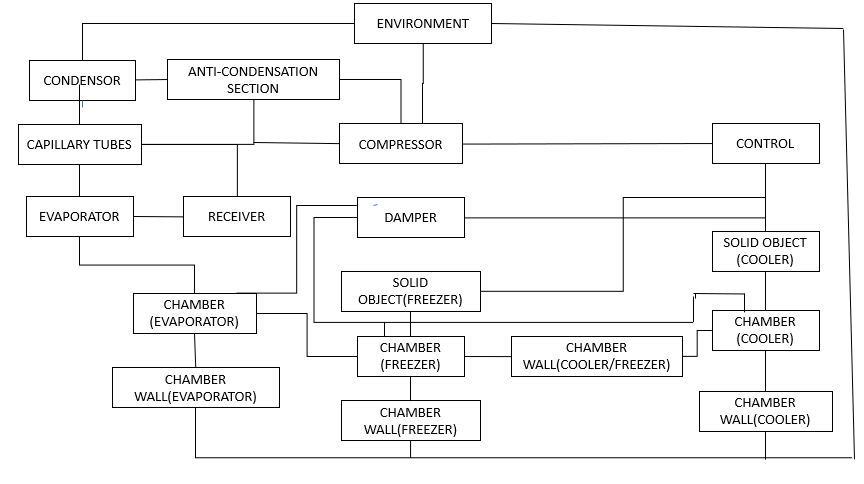 ENVIRONMENT
CONDENSOR
ANTI-CONDENSATION
SECTION
CAPILLARY TUBES
COMPRESSOR
CONTROL
EVAPORATOR
RECEIVER
DAMPER
SOLID OBJECT
(COOLER)
SOLID
OBJECT(FREEZER)
CHAMBER
(EVAPORATOR)
CHAMBER
(FREEZER)
CHAMBER
WALL(COOLER/FREEZER)
CHAMBER
(COOLER)
CHAMBER
WALL(EVAPORATOR)
CHAMBER
WALL(FREEZER)
CHAMBER
WALL(COOLER)